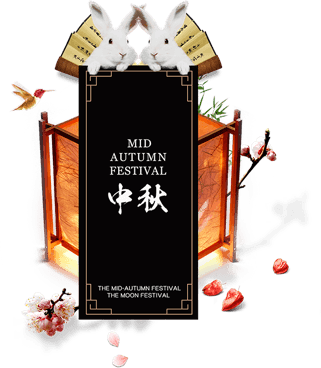 MID
AUTUMN
FESTIVAL
中秋
THE MID-AUTUMN FESTIVAL
THE MOON FESTIVAL